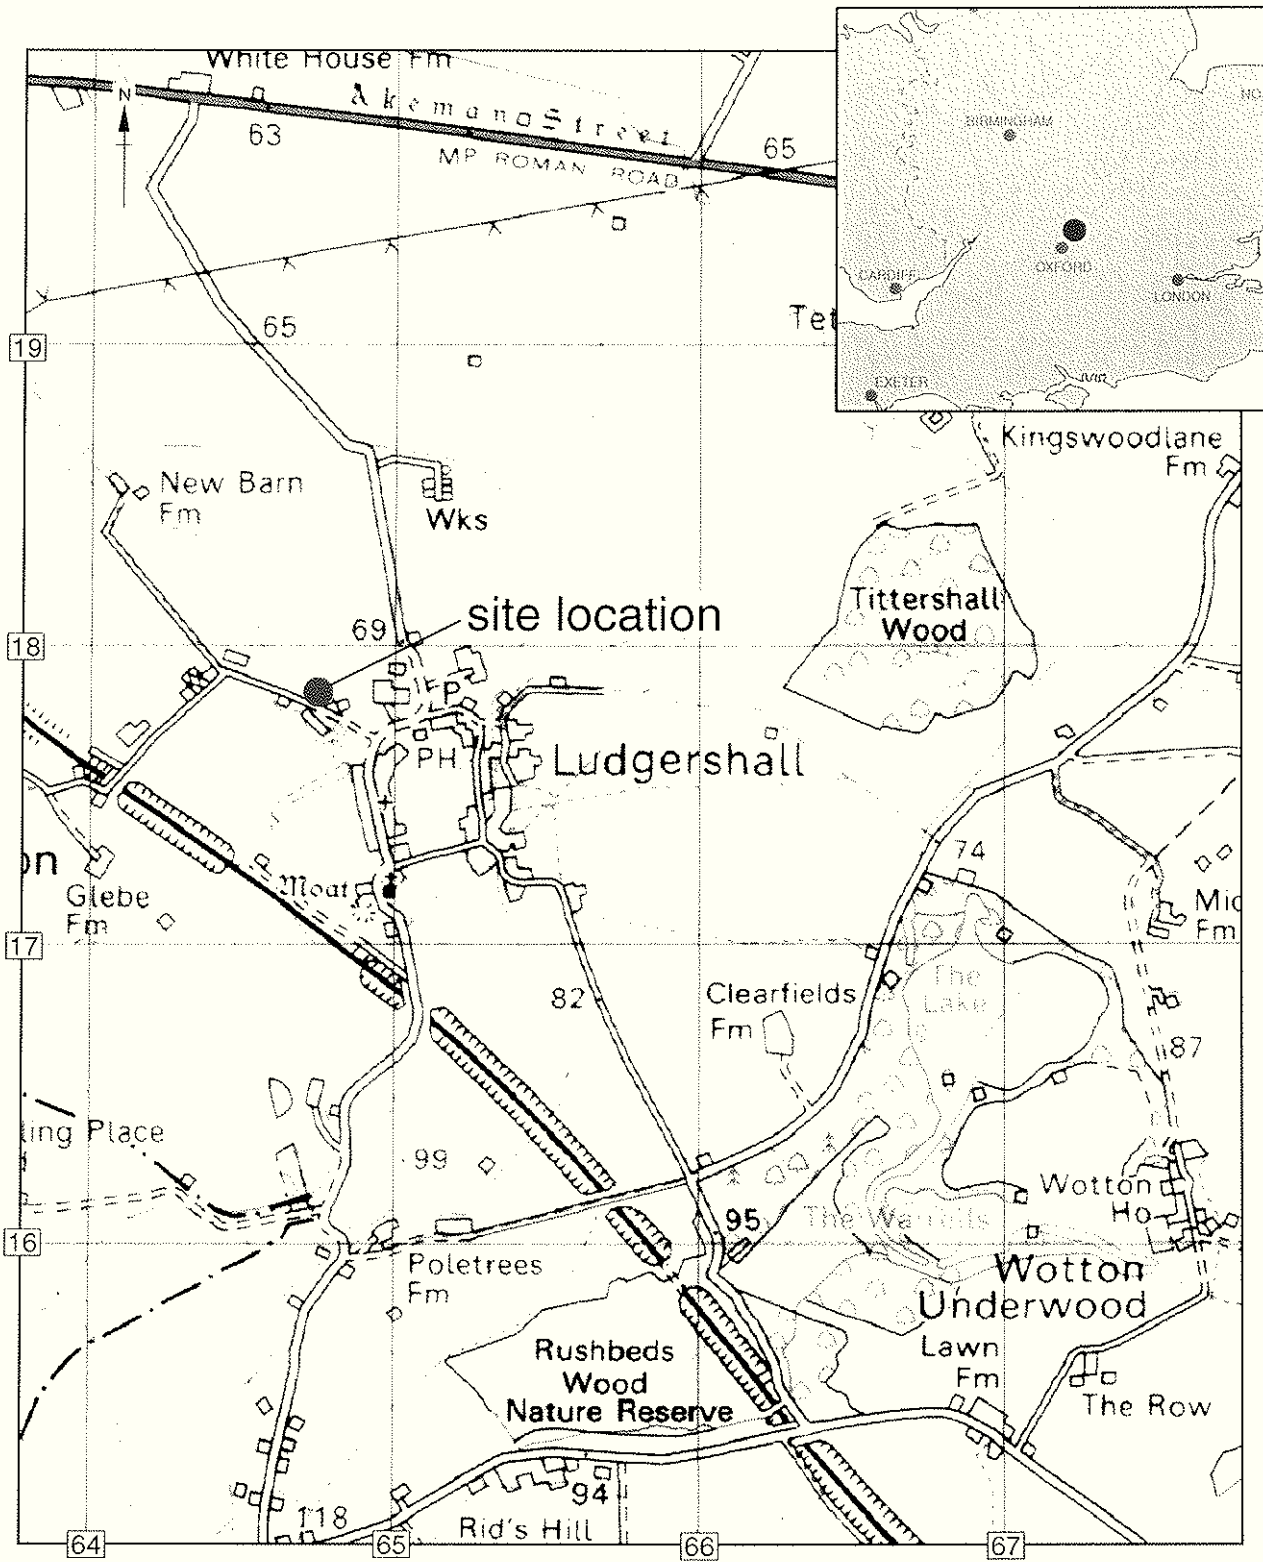 White House Fm
N
Akeman Street
63
MP ROMAN ROAD
65
NO
BIRMINGHAM
OXFORD
CARDIFF
LONDON
EXETER
Tet
65
19
Kingswoodlane
Fm
New Barn
Fm
Wks
Tittershall
Wood
site location
69
18
P
PH
Ludgershall
on
Glebe
Fm
Moat
74
Mid
Fm
17
The
Lake
Clearfields
Fm
82
87
ling Place
99
Wotton
Ho
95
16
Poletrees
Fm
Wotton
Underwood
Rushbeds
Wood
Nature Reserve
Lawn
Fm
The Row
94
118
Rid's Hill
64
65
66
67